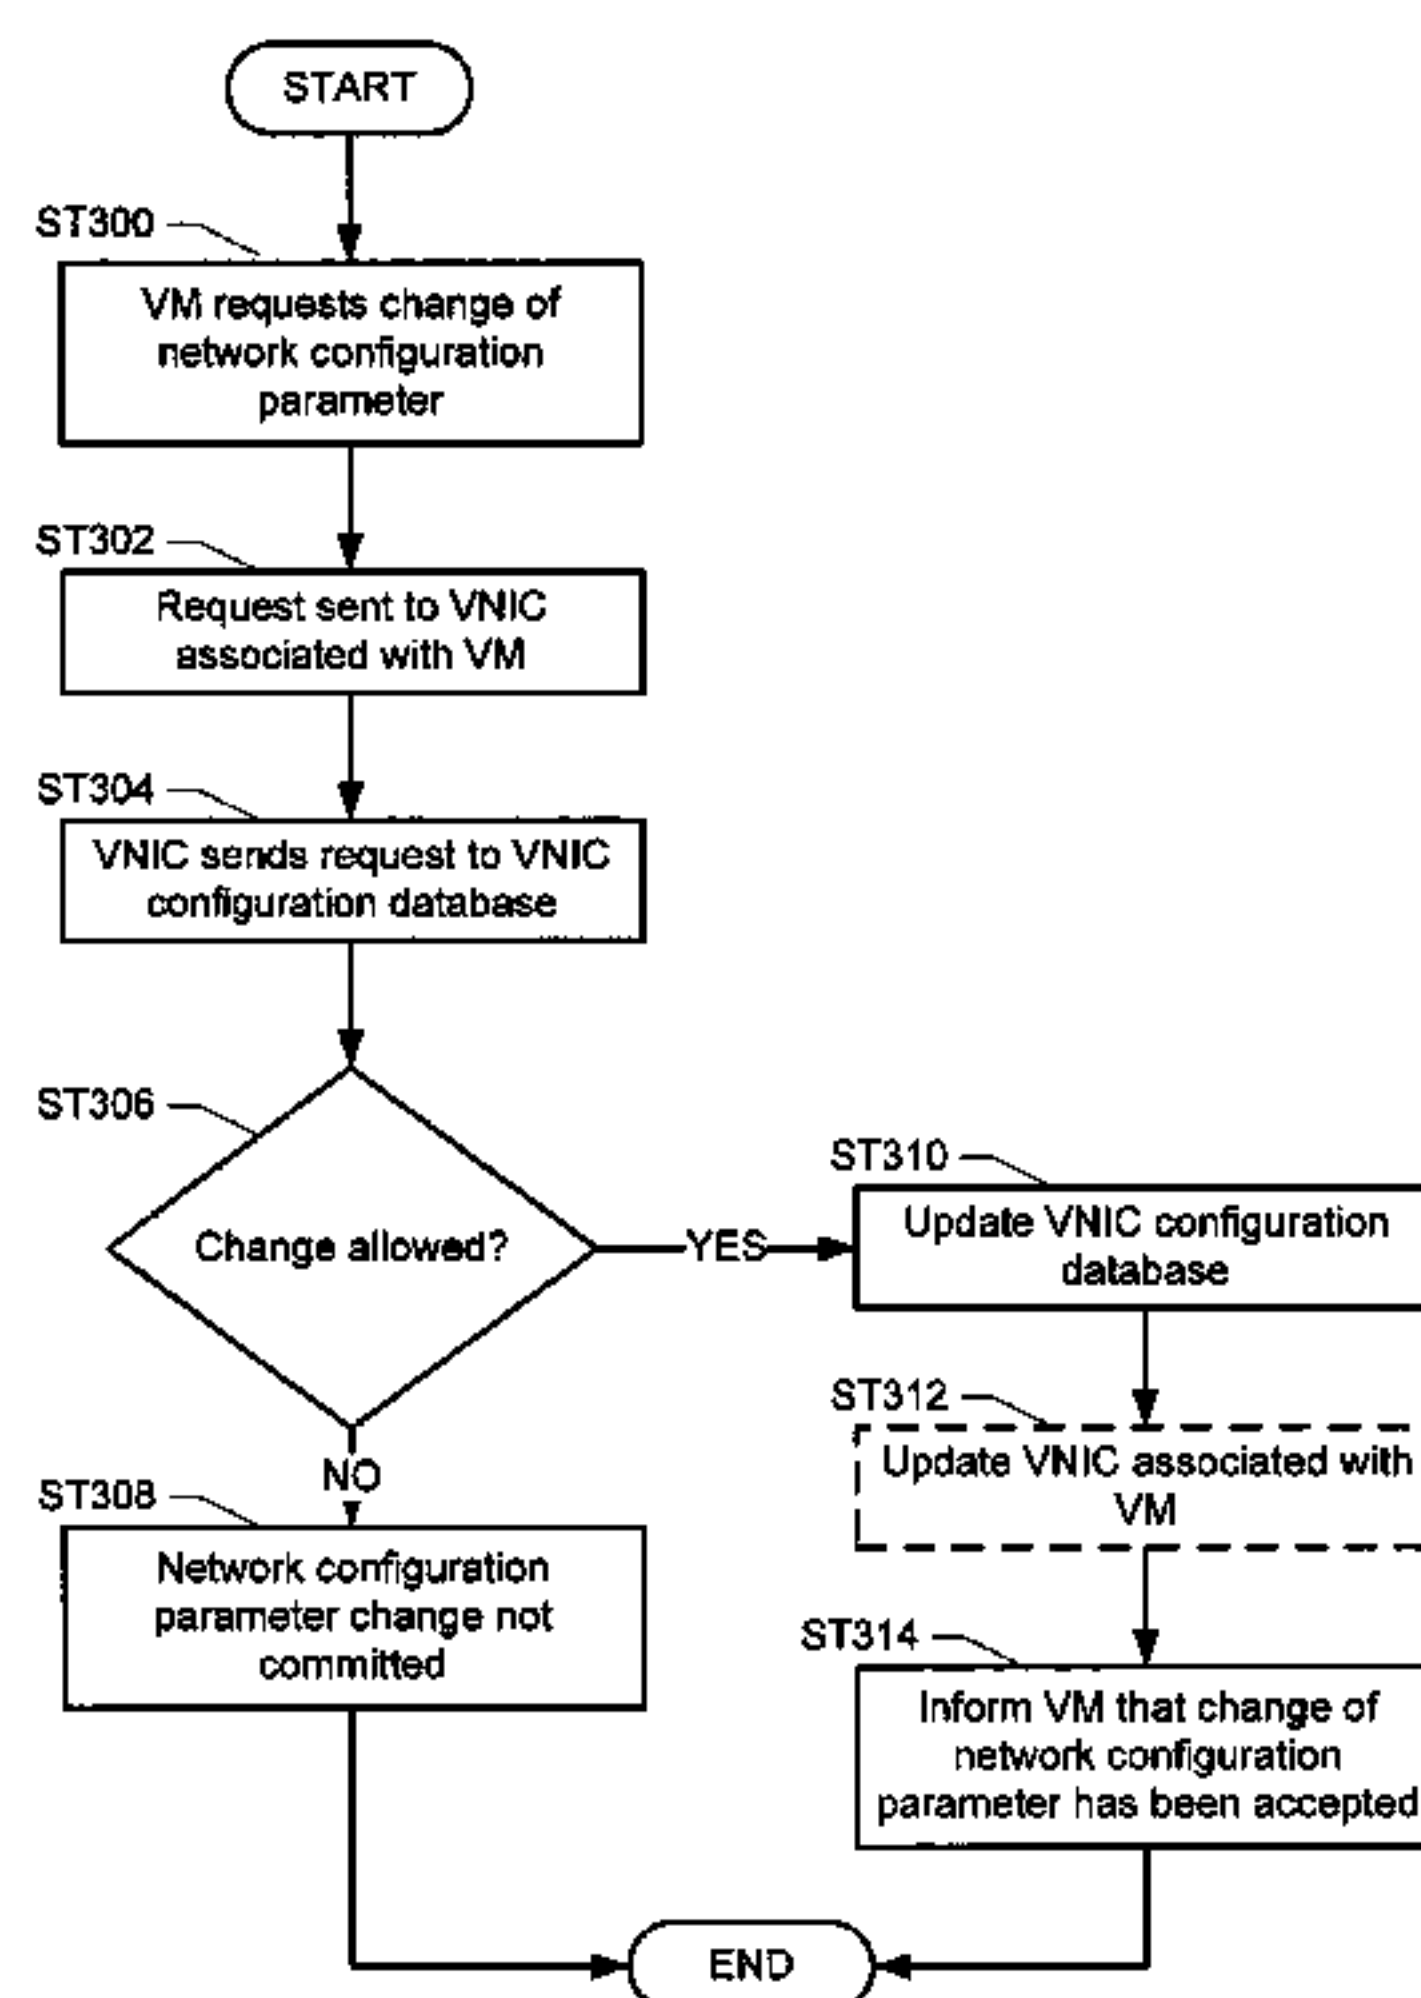 START
ST300
VM requests change of
network configuration
parameter
ST302
Request sent to VNIC
associated with VM
ST304
VNIC sends request to VNIC
configuration database
ST306
Change allowed?
YES
NO
ST308
Network configuration
parameter change not
committed
ST310
Update VNIC configuration
database
ST312
Update VNIC associated with
VM
ST314
Inform VM that change of
network configuration
parameter has been accepted
END